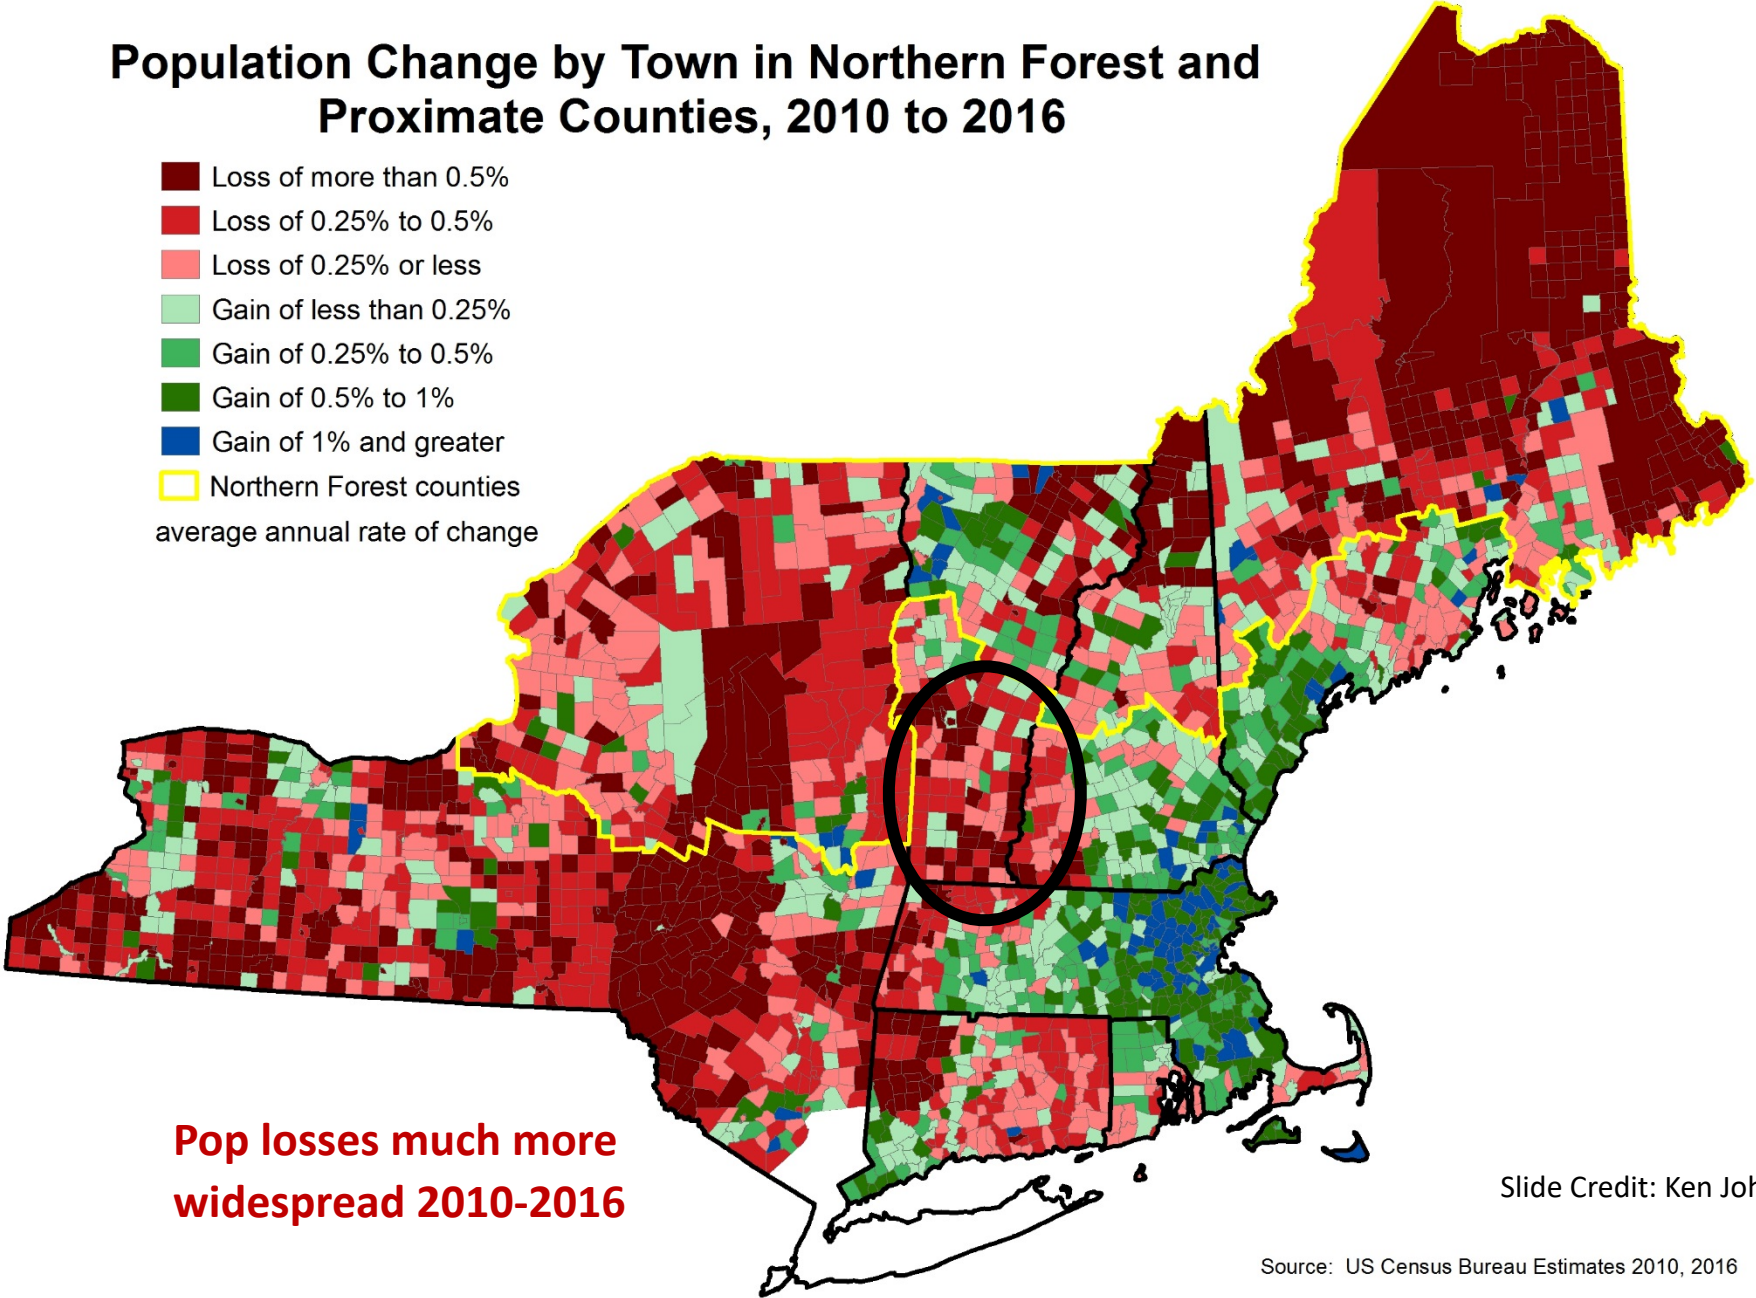 Population Change by Town in Northern Forest and
Proximate Counties, 2010 to 2016
Loss of more than 0.5%
Loss of 0.25% to 0.5%
Loss of 0.25% or less
Gain of less than 0.25%
Gain of 0.25% to 0.5%
Gain of 0.5% to 1%
Gain of 1% and greater
Northern Forest counties
average annual rate of change
Pop losses much more
widespread 2010-2016
Slide Credit: Ken Joh
Source: US Census Bureau Estimates 2010, 2016